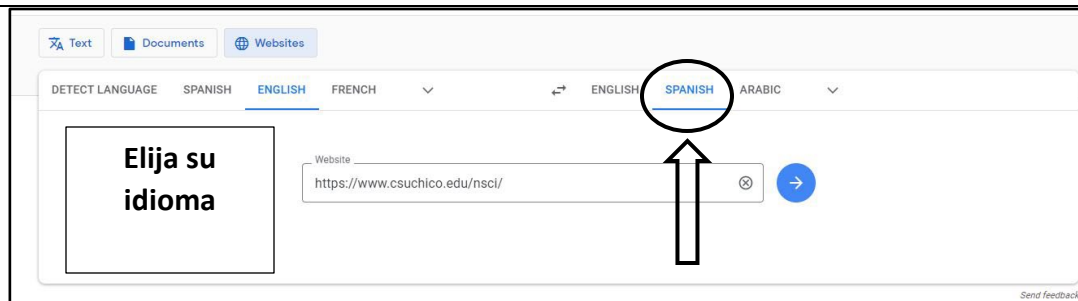 Text Documents Websites
DETECT LANGUAGE SPANISH ENGLISH FRENCH ENGLISH SPANISH ARABIC
Elija su
idioma
Website
https://www.csuchico.edu/nsci/
Send feedback